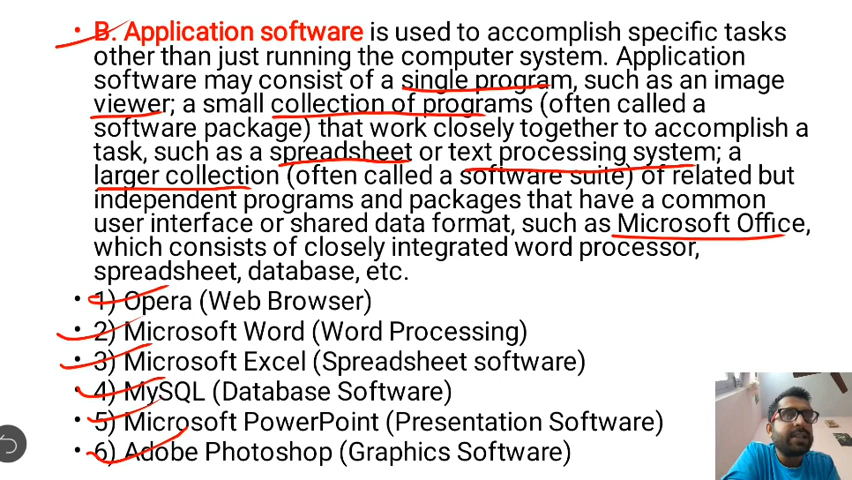 • B. Application software is used to accomplish specific tasks
other than just running the computer system. Application
software may consist of a single program, such as an image
viewer; a small collection of programs (often called a
software package) that work closely together to accomplish a
task, such as a spreadsheet or text processing system; a
larger collection (often called a software suite) of related but
independent programs and packages that have a common
user interface or shared data format, such as Microsoft Office,
which consists of closely integrated word processor,
spreadsheet, database, etc.
• 1) Opera (Web Browser)
• 2) Microsoft Word (Word Processing)
• 3) Microsoft Excel (Spreadsheet software)
• 4) MySQL (Database Software)
• 5) Microsoft PowerPoint (Presentation Software)
• 6) Adobe Photoshop (Graphics Software)